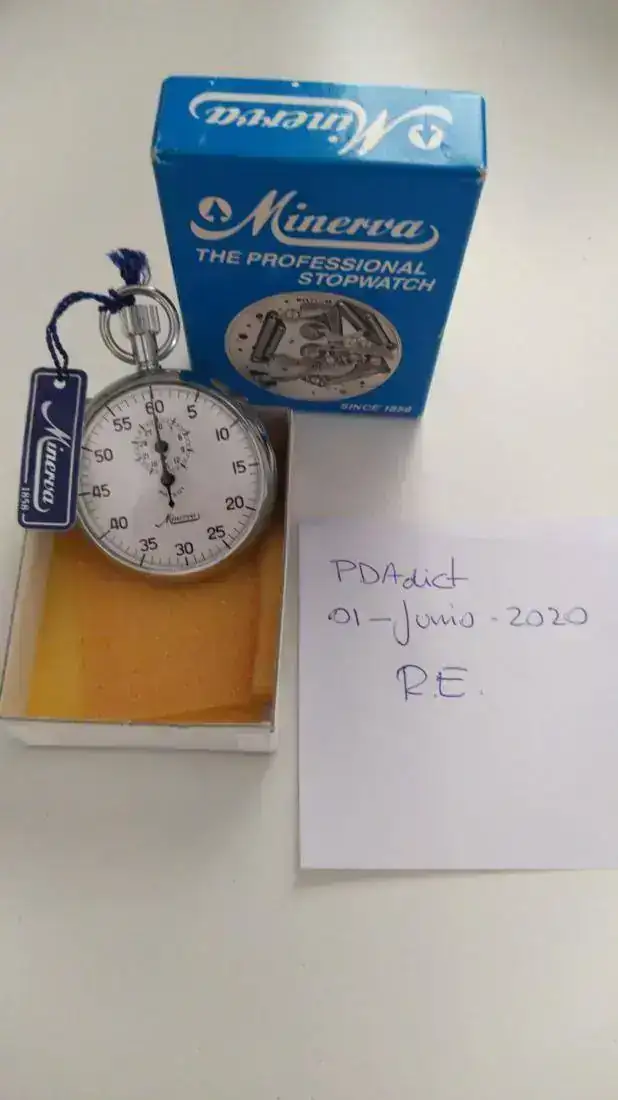 Minerva
Minerva
THE PROFESSIONAL
STOPWATCH
SINCE 1858
Minerva
1858
60
5
10
15
20
25
30
35
40
45
50
55
Minerva
PDAdict
01-Junio-2020
R.E.